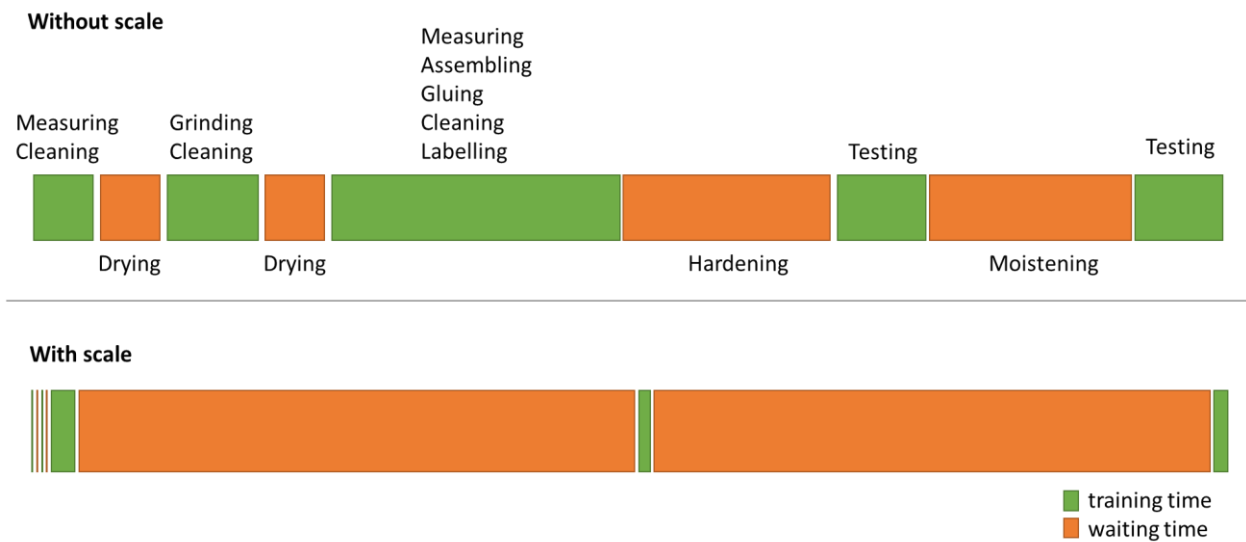 Without scale
Measuring
Cleaning
Grinding
Cleaning
Measuring
Assembling
Gluing
Cleaning
Labelling
Testing
Testing
Drying
Drying
Hardening
Moistening
With scale
training time
waiting time